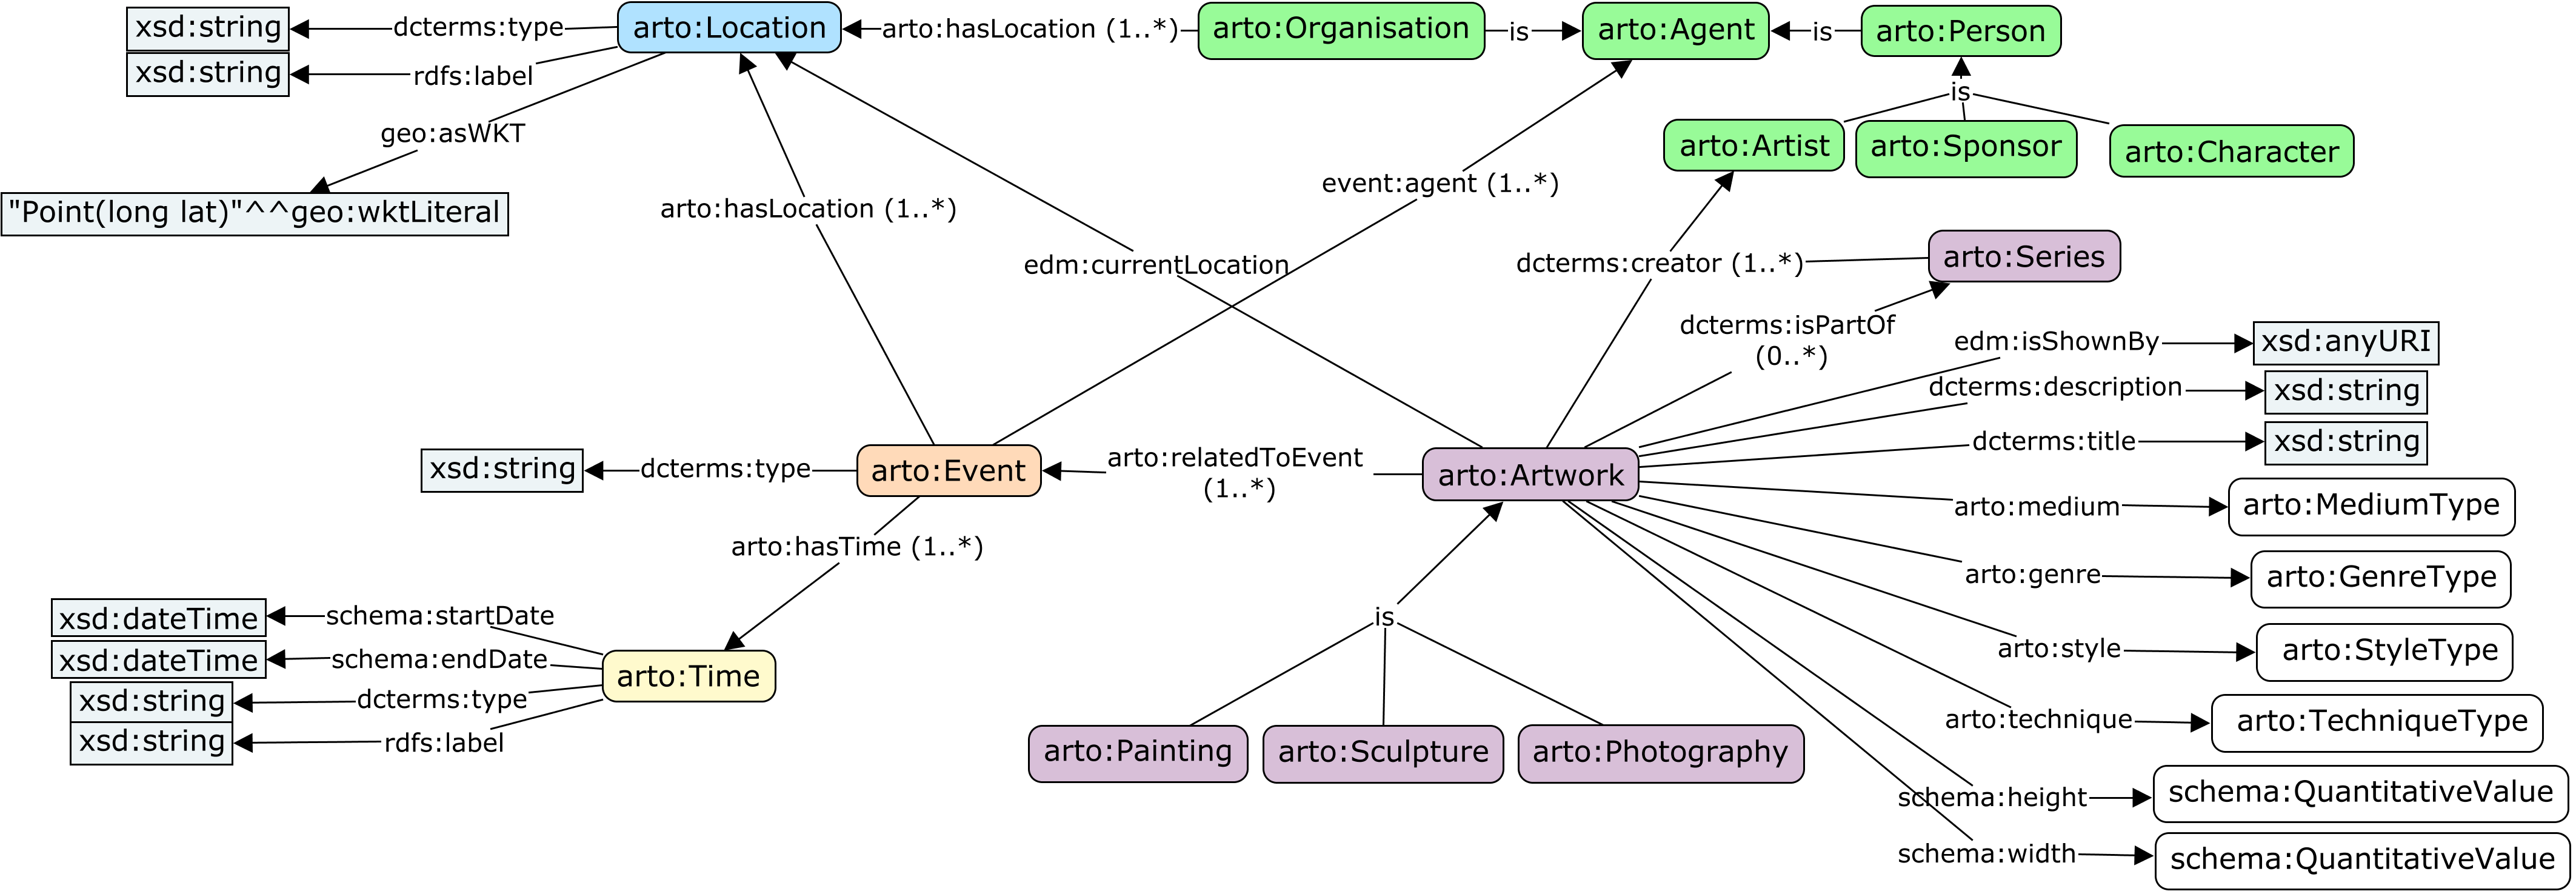 xsd:string
dcterms:type
arto:Location
arto:hasLocation (1..*)
arto:Organisation
is
arto:Agent
is
arto:Person
xsd:string
rdfs:label
is
geo:asWKT
arto:Artist
arto:Sponsor
arto:Character
"Point(long lat)"^^geo:wktLiteral
arto:hasLocation (1..*)
event:agent (1..*)
edm:currentLocation
dcterms:creator (1..*)
arto:Series
dcterms:isPartOf
(0..*)
edm:isShownBy
xsd:anyURI
dcterms:description
xsd:string
dcterms:title
xsd:string
xsd:string
dcterms:type
arto:Event
arto:relatedToEvent
(1..*)
arto:Artwork
arto:medium
arto:MediumType
arto:hasTime (1..*)
arto:genre
arto:GenreType
xsd:dateTime
schema:startDate
is
arto:style
arto:StyleType
xsd:dateTime
schema:endDate
arto:Time
xsd:string
dcterms:type
arto:technique
arto:TechniqueType
xsd:string
rdfs:label
arto:Painting
arto:Sculpture
arto:Photography
schema:height
schema:QuantitativeValue
schema:width
schema:QuantitativeValue